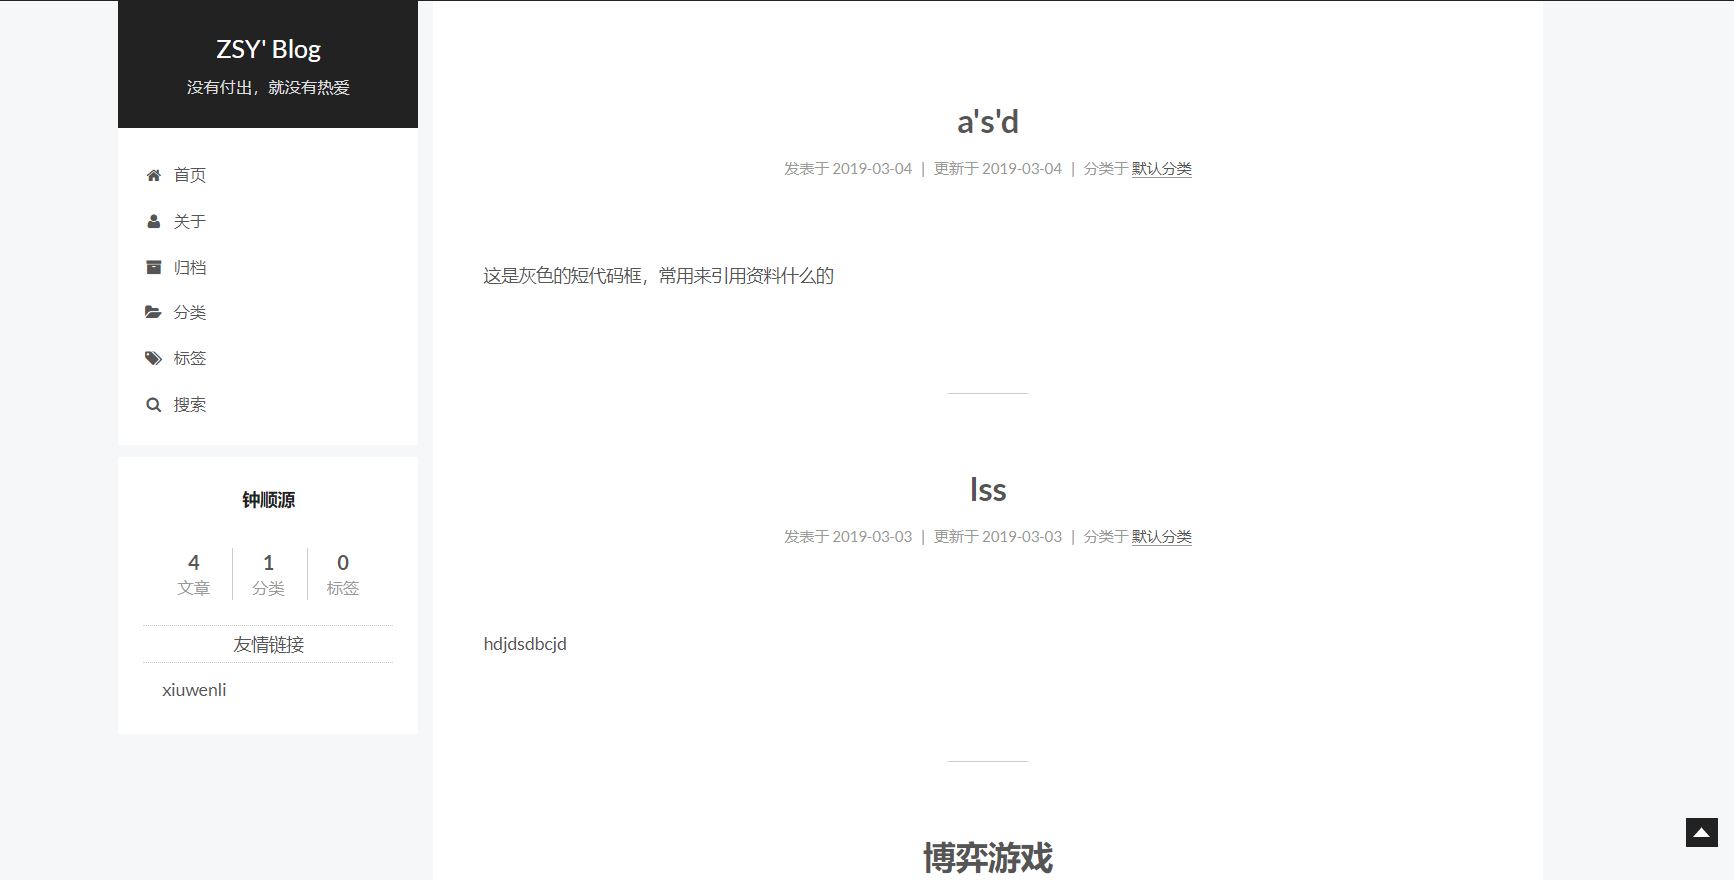 ZSY' Blog
没有付出，就没有热爱
首页
关于
归档
分类
标签
搜索
钟顺源
4 1 0
文章 分类 标签
友情链接
xiuwenli
a's'd
发表于 2019-03-04 | 更新于 2019-03-04 | 分类于 默认分类
这是灰色的短代码框，常用来引用资料什么的
lss
发表于 2019-03-03 | 更新于 2019-03-03 | 分类于 默认分类
hdjdsdbcjd
博弈游戏